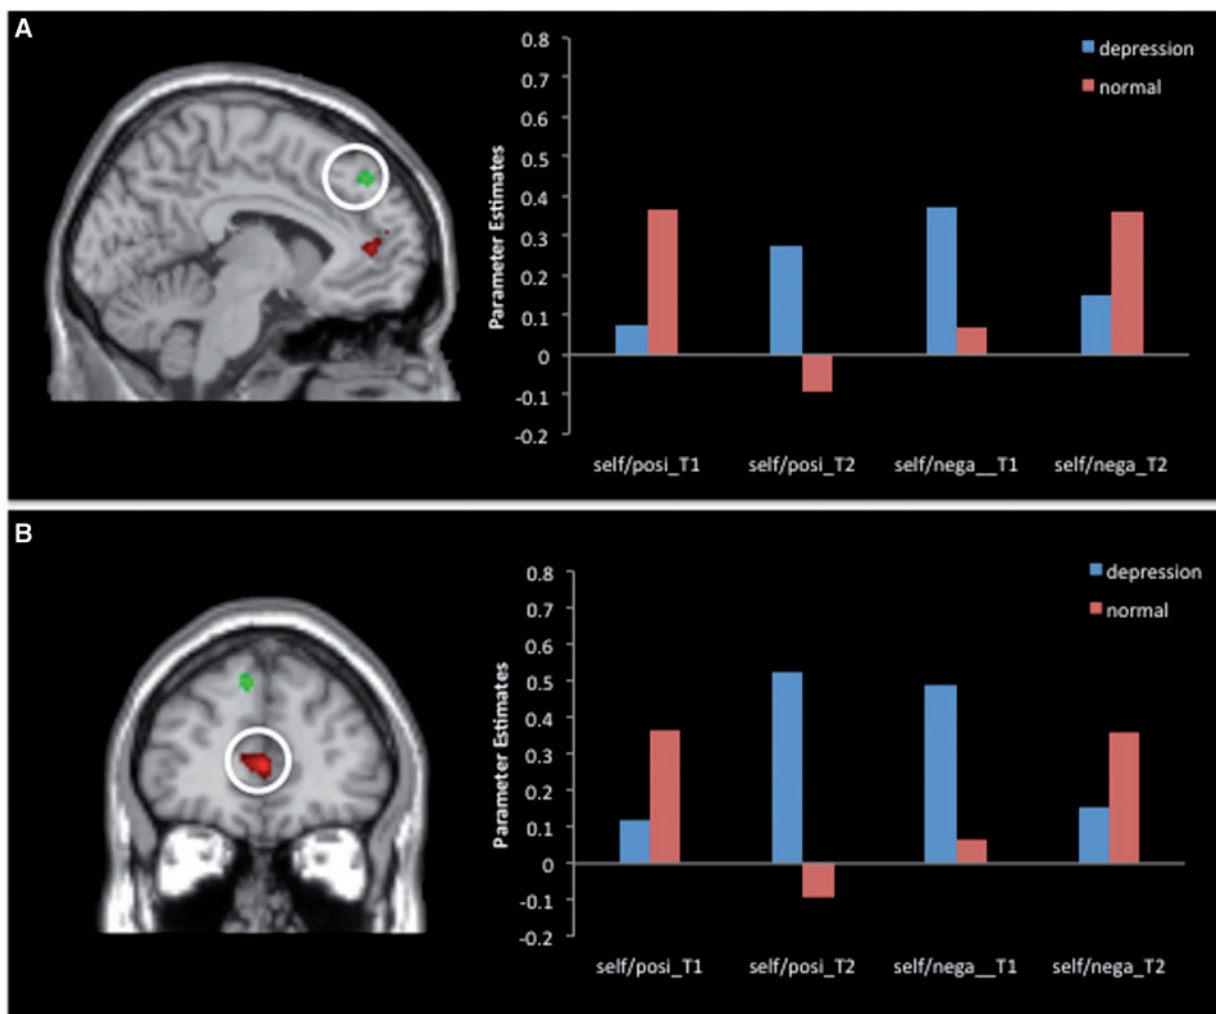 A
0.8
0.7
0.6
0.5
0.4
0.3
0.2
0.1
0
-0.1
-0.2
Parameter Estimates
depression
normal
self/posi_T1 self/posi_T2 self/nega__T1 self/nega_T2
B
0.8
0.7
0.6
0.5
0.4
0.3
0.2
0.1
0
-0.1
-0.2
Parameter Estimates
depression
normal
self/posi_T1 self/posi_T2 self/nega__T1 self/nega_T2